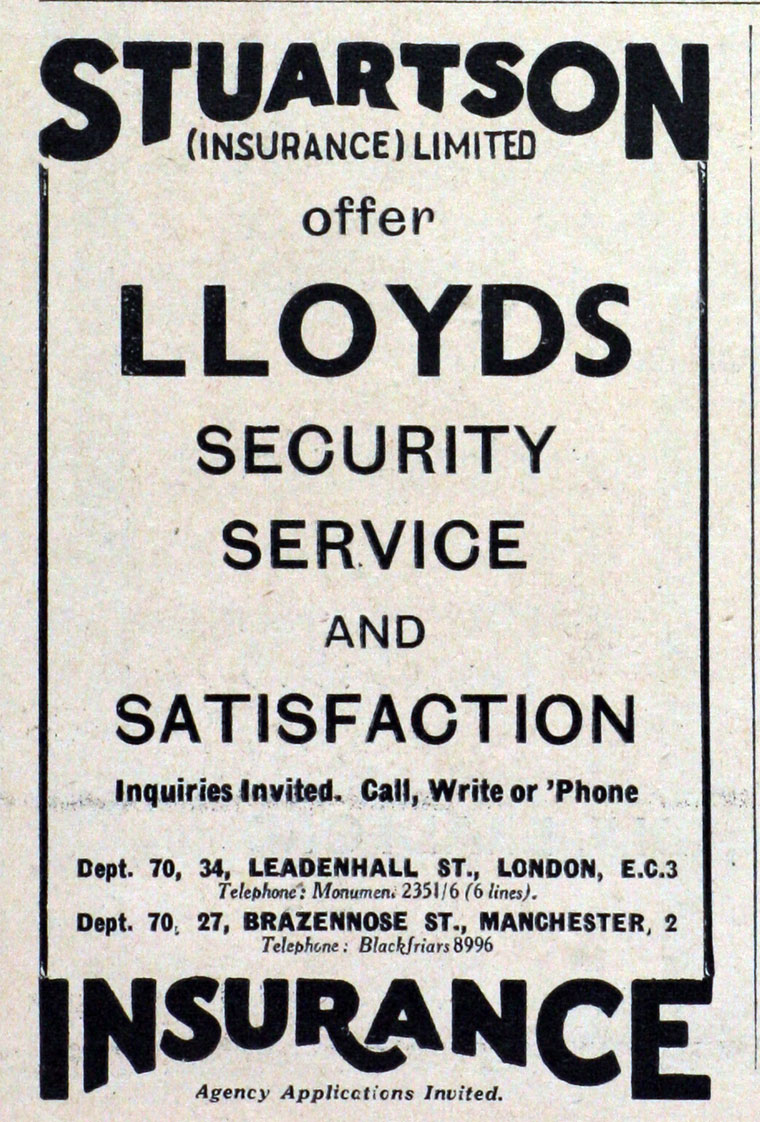 STUARTSON
(INSURANCE) LIMITED
offer
LLOYDS
SECURITY
SERVICE
AND
SATISFACTION
Inquiries Invited. Call, Write or 'Phone
Dept. 70, 34, LEADENHALL ST., LONDON, E.C.3
Telephone: Monument 2351/6 (6 lines).
Dept. 70, 27, BRAZENNOSE ST., MANCHESTER, 2
Telephone: Blackfriars 8996
INSURANCE
Agency Applications Invited.